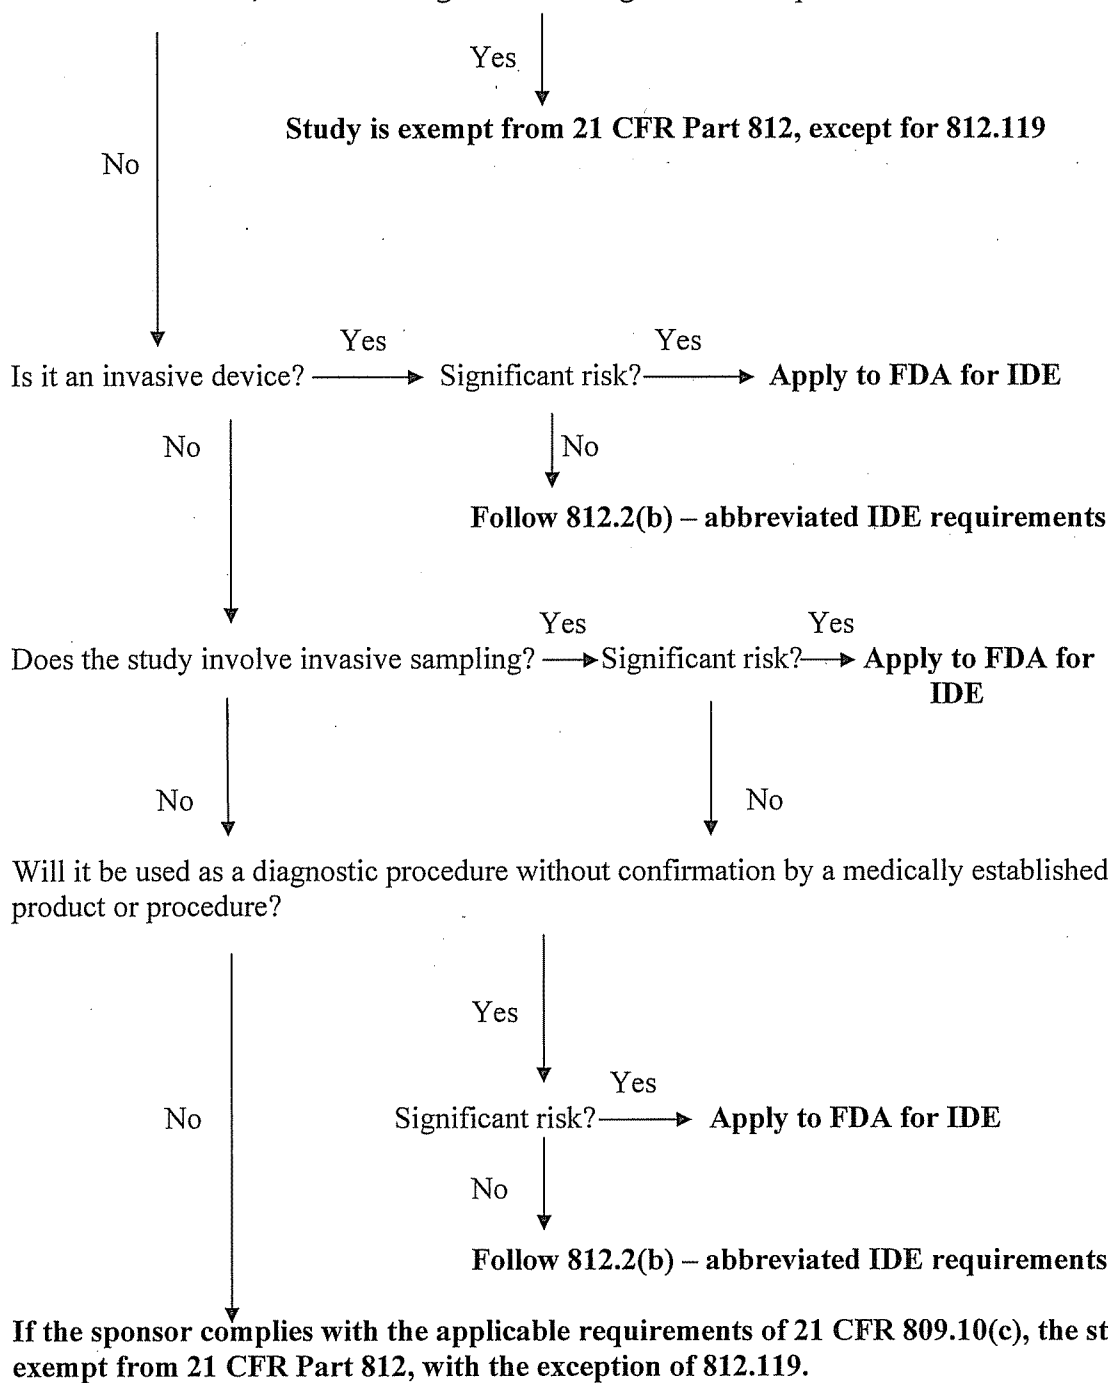 Yes
Study is exempt from 21 CFR Part 812, except for 812.119
No
Yes Yes
Is it an invasive device? Significant risk? Apply to FDA for IDE
No No
Follow 812.2(b) – abbreviated IDE requirements
Yes Yes
Does the study involve invasive sampling? Significant risk? Apply to FDA for
IDE
No No
Will it be used as a diagnostic procedure without confirmation by a medically established
product or procedure?
Yes
Yes
No Significant risk? Apply to FDA for IDE
No
Follow 812.2(b) – abbreviated IDE requirements
If the sponsor complies with the applicable requirements of 21 CFR 809.10(c), the st
exempt from 21 CFR Part 812, with the exception of 812.119.